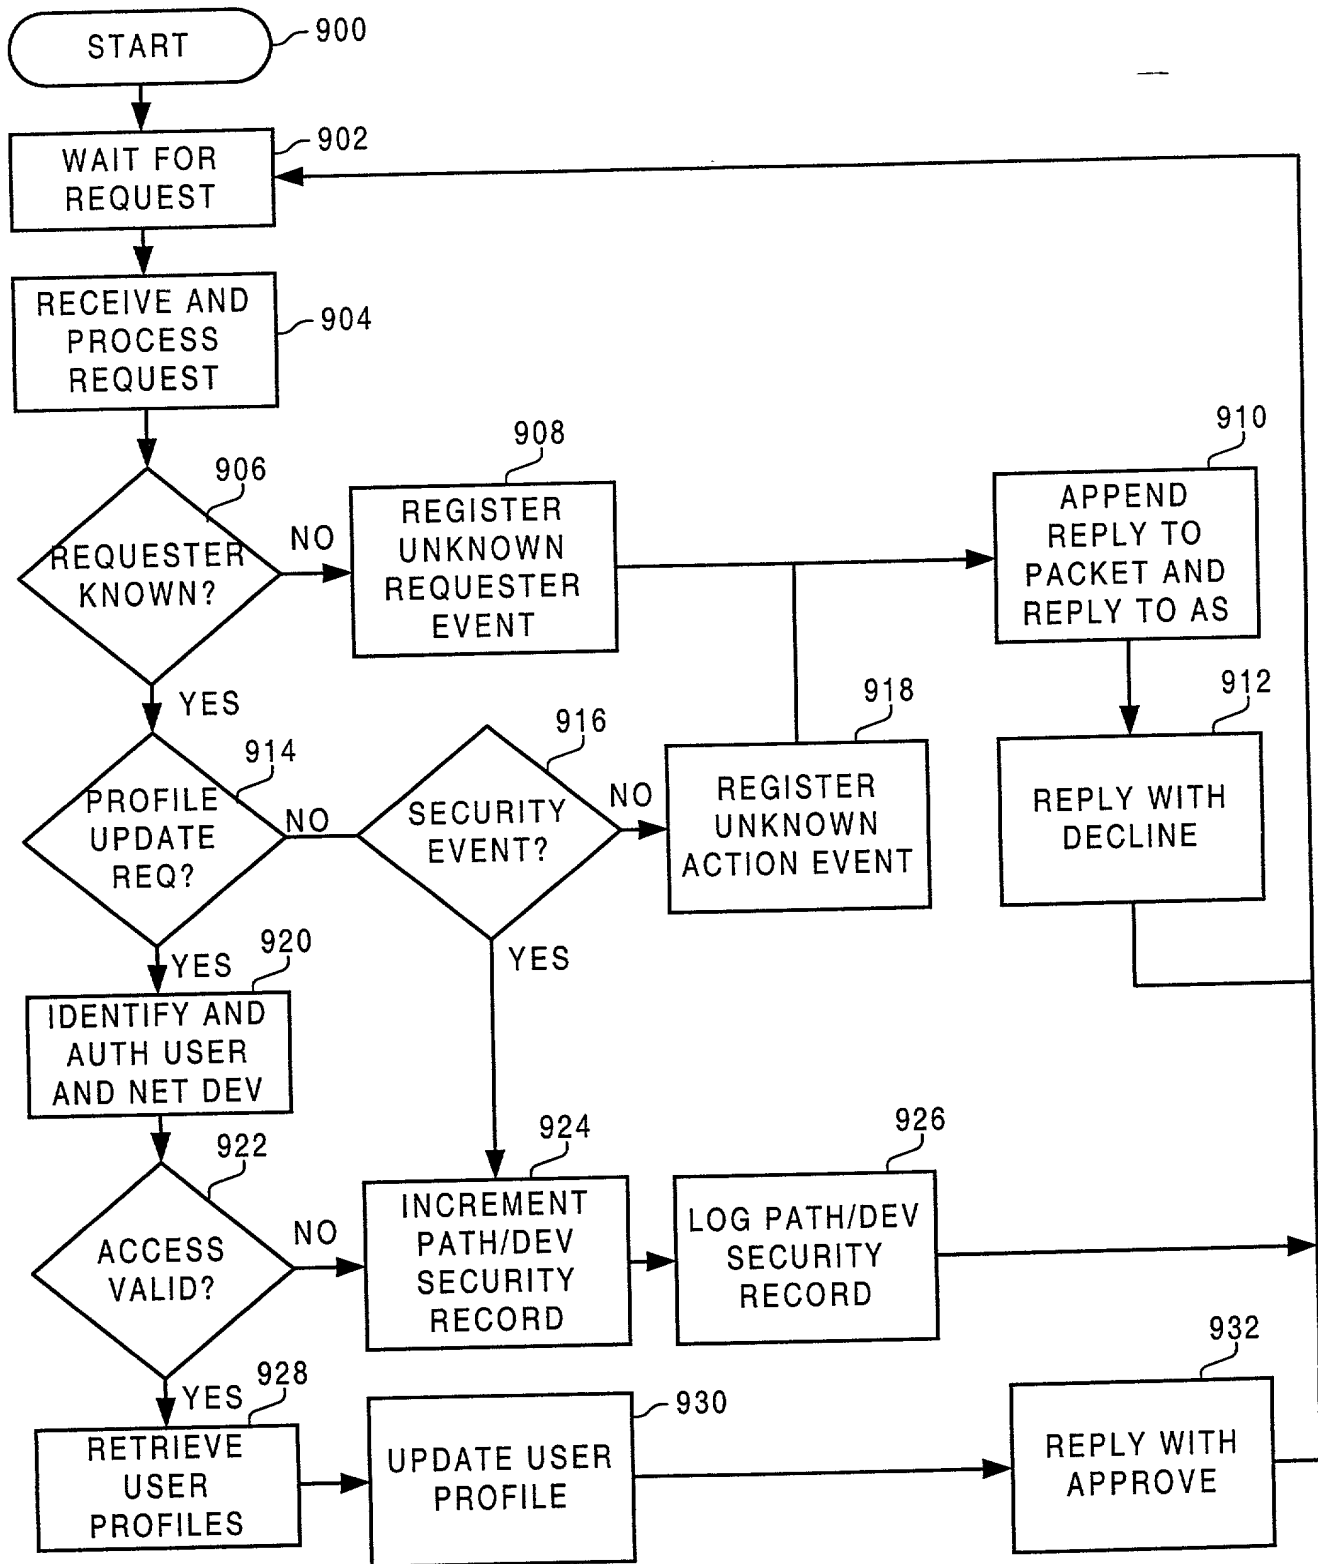 START
900
902
WAIT FOR
REQUEST
RECEIVE AND
PROCESS
REQUEST
904
906
REQUESTER
KNOWN?
NO
908
REGISTER
UNKNOWN
REQUESTER
EVENT
910
APPEND
REPLY TO
PACKET AND
REPLY TO AS
YES
914
PROFILE
UPDATE
REQ?
NO
916
SECURITY
EVENT?
NO
918
REGISTER
UNKNOWN
ACTION EVENT
912
REPLY WITH
DECLINE
YES
920
IDENTIFY AND
AUTH USER
AND NET DEV
YES
922
ACCESS
VALID?
NO
924
INCREMENT
PATH/DEV
SECURITY
RECORD
926
LOG PATH/DEV
SECURITY
RECORD
YES
928
RETRIEVE
USER
PROFILES
930
UPDATE USER
PROFILE
932
REPLY WITH
APPROVE